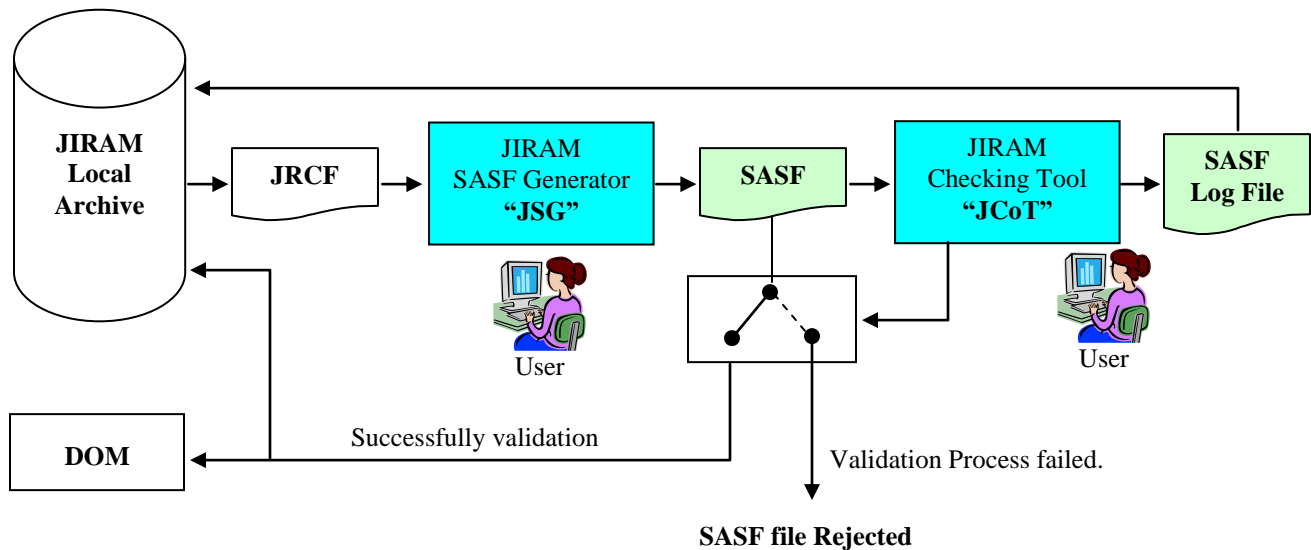 JIRAM
Local
Archive
JRCF
JIRAM
SASF Generator
“JSG”
SASF
JIRAM
Checking Tool
“JCoT”
SASF
Log File
User
User
DOM
Successfully validation
Validation Process failed.
SASF file Rejected